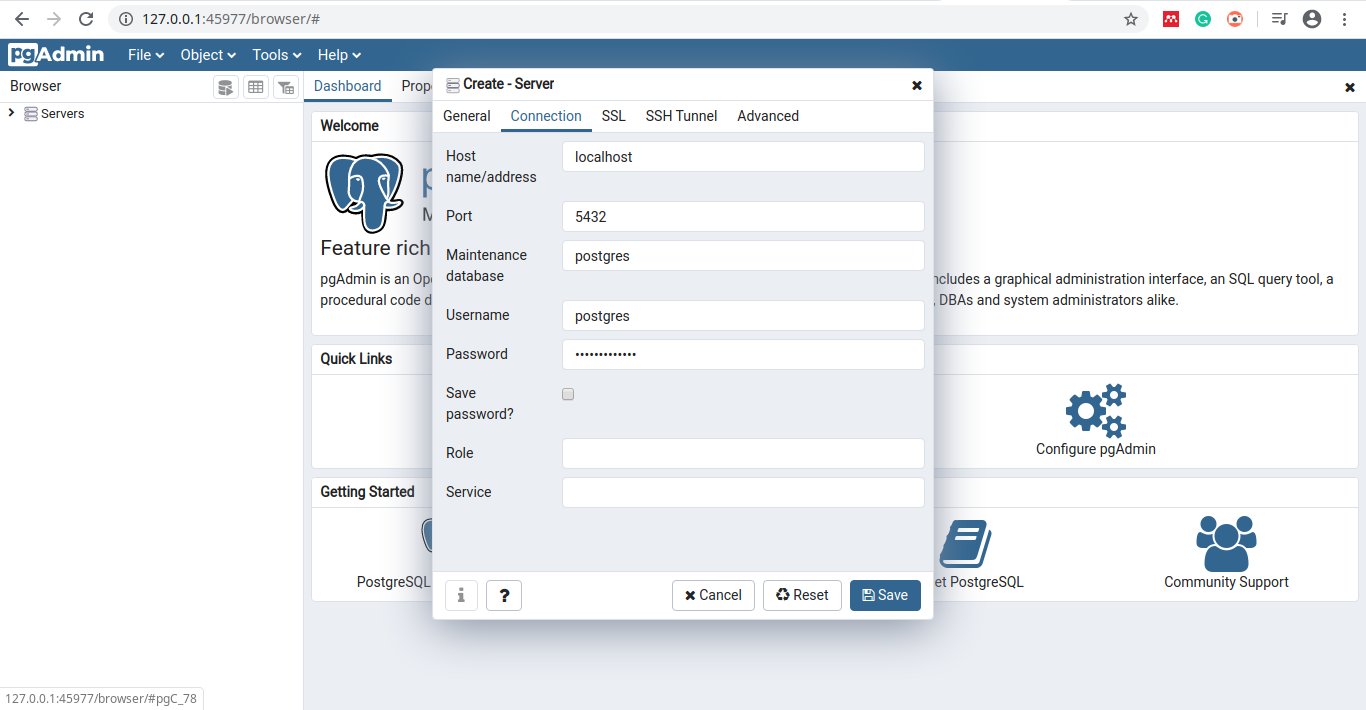 127.0.0.1:45977/browser/#
pgAdmin File Object Tools Help
Browser
Servers
Dashboard Prope
Welcome
p
M
Feature rich
pgAdmin is an Ope
ncludes a graphical administration interface, an SQL query tool, a
procedural code d
, DBAs and system administrators alike.
Quick Links
Configure pgAdmin
Getting Started
PostgreSQL
et PostgreSQL
Community Support
Create - Server
General Connection SSL SSH Tunnel Advanced
Host
name/address
localhost
Port
5432
Maintenance
database
postgres
Username
postgres
Password
•••••••••••••
Save
password?
Role
Service
i ? Cancel Reset Save
127.0.0.1:45977/browser/#pgC_78